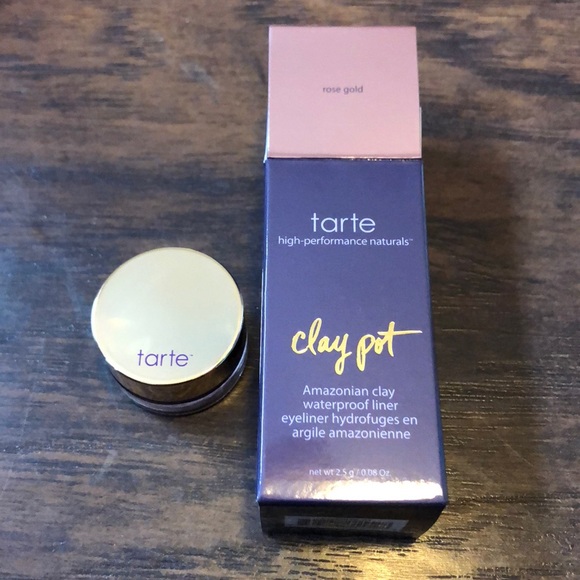 rose gold
tarte
high-performance naturals™
clay pot
Amazonian clay
waterproof liner
eyeliner hydrofuges en
argile amazonienne
net wt 2.5 g / 0.08 Oz.
tarte™